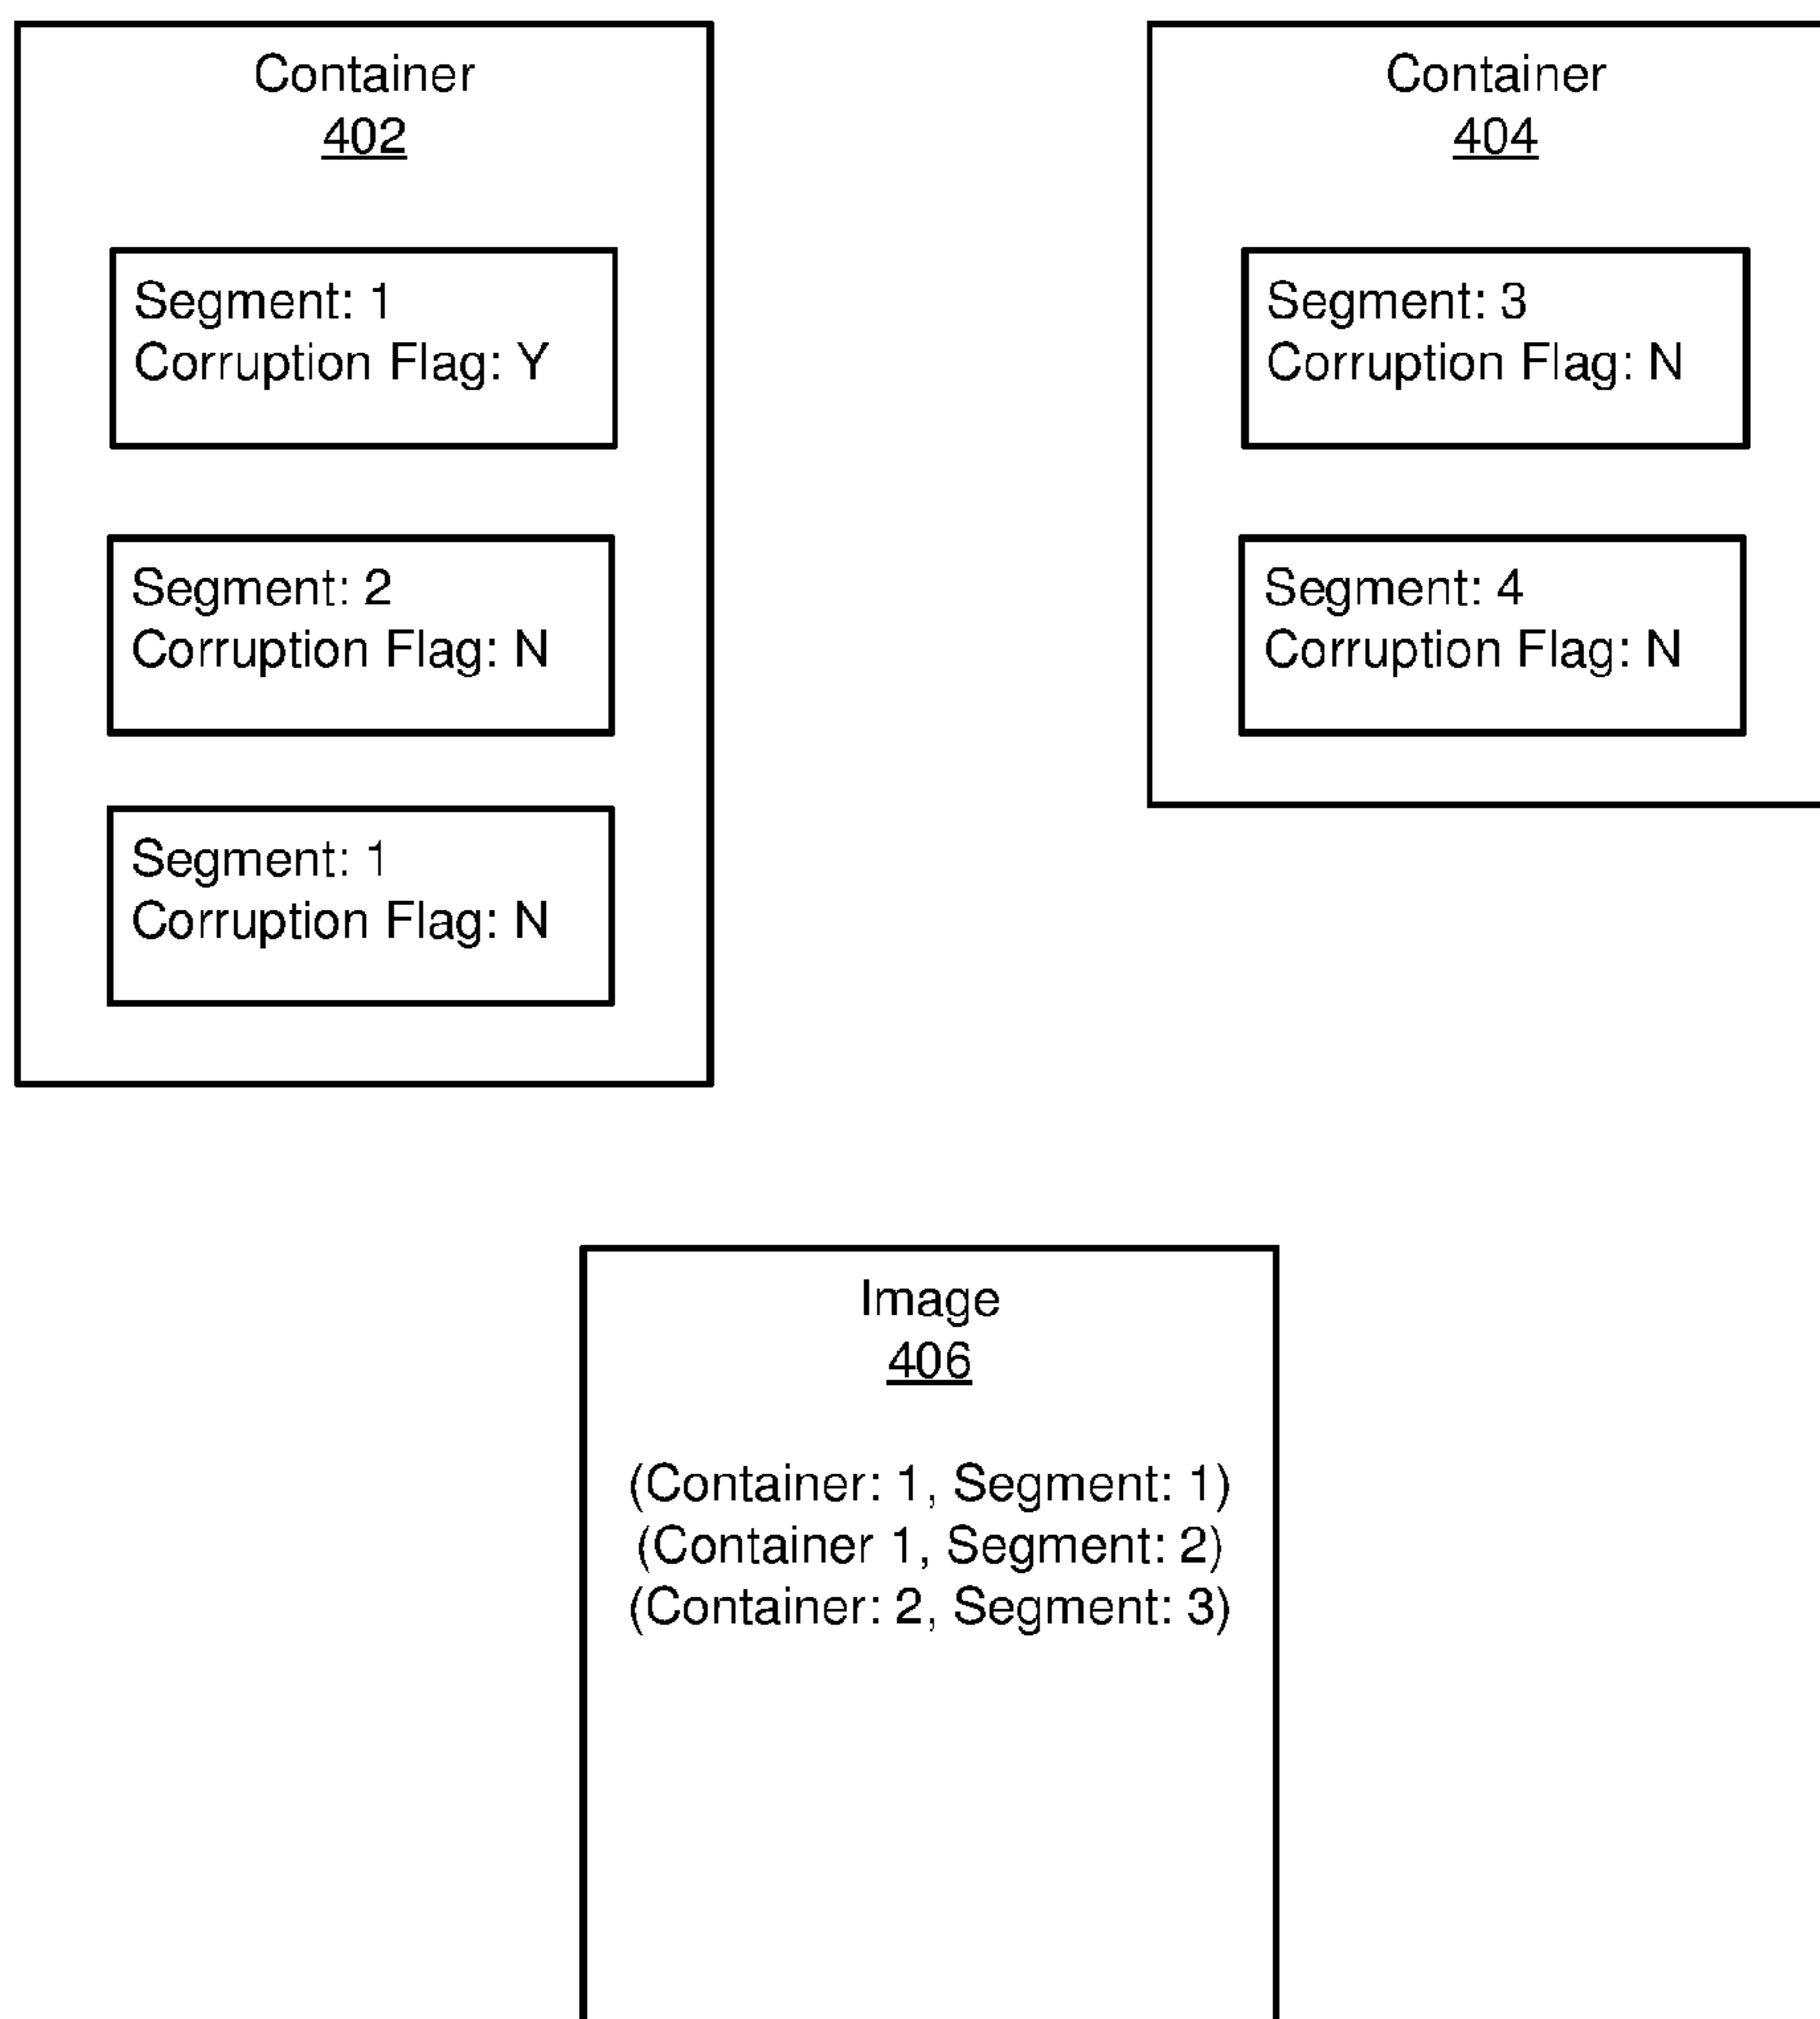 Container
402
Segment: 1
Corruption Flag: Y
Segment: 2
Corruption Flag: N
Segment: 1
Corruption Flag: N
Container
404
Segment: 3
Corruption Flag: N
Segment: 4
Corruption Flag: N
Image
406
(Container: 1, Segment: 1)
(Container 1, Segment: 2)
(Container: 2, Segment: 3)